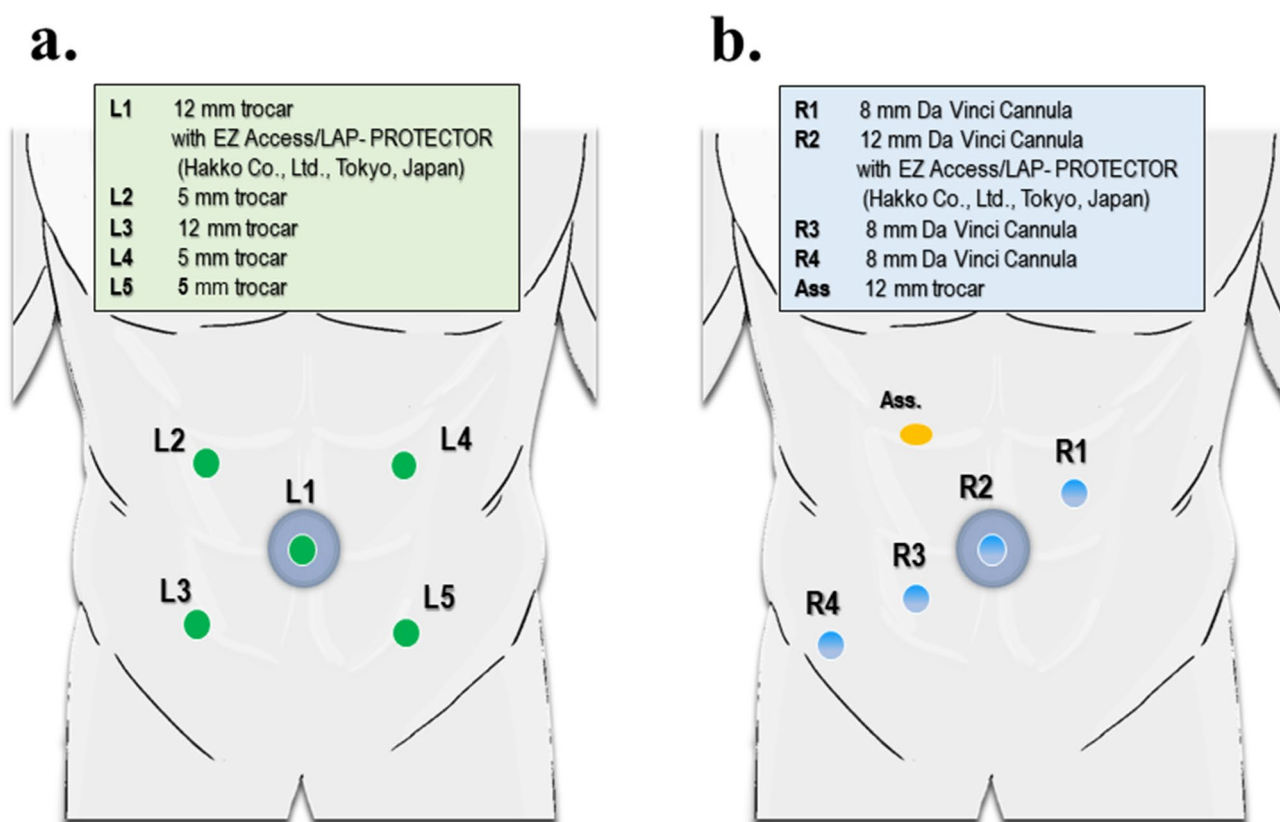 a.
L1 12 mm trocar
with EZ Access/LAP- PROTECTOR
(Hakko Co., Ltd., Tokyo, Japan)
L2 5 mm trocar
L3 12 mm trocar
L4 5 mm trocar
L5 5 mm trocar
L2
L4
L1
L3
L5
b.
R1 8 mm Da Vinci Cannula
R2 12 mm Da Vinci Cannula
with EZ Access/LAP- PROTECTOR
(Hakko Co., Ltd., Tokyo, Japan)
R3 8 mm Da Vinci Cannula
R4 8 mm Da Vinci Cannula
Ass 12 mm trocar
Ass.
R1
R2
R3
R4